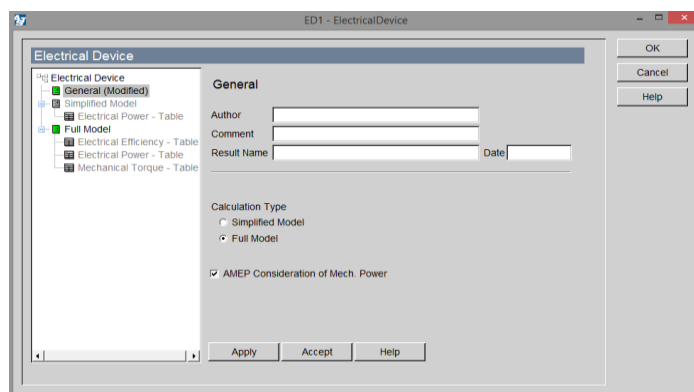 ED1 - ElectricalDevice
OK
Cancel
Help
Electrical Device
Electrical Device
General (Modified)
Simplified Model
Electrical Power - Table
Full Model
Electrical Efficiency - Table
Electrical Power - Table
Mechanical Torque - Table
General
Author
Comment
Result Name
Date
Calculation Type
Simplified Model
Full Model
AMEP Consideration of Mech. Power
Apply
Accept
Help